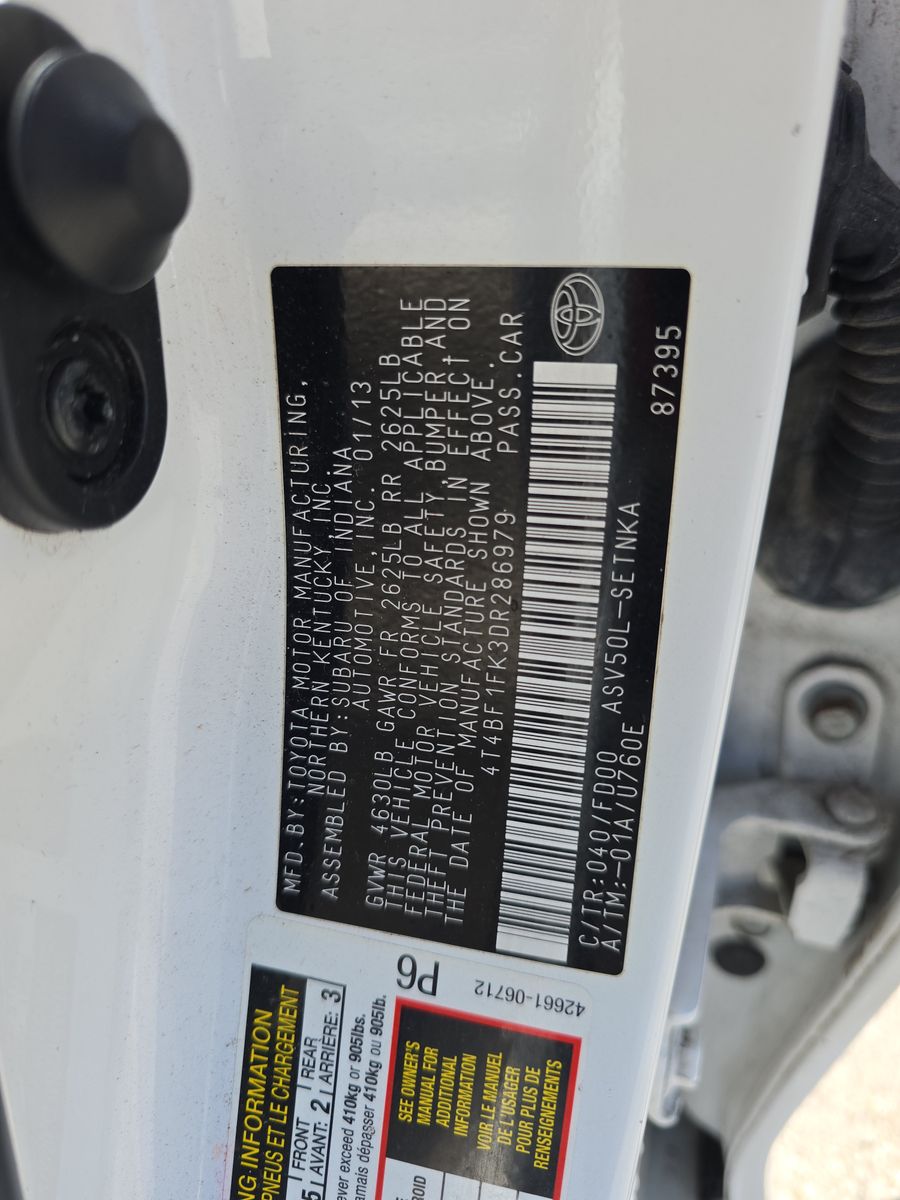 MFD.BY:TOYOTA MOTOR MANUFACTURING,
NORTHERN KENTUCKY,INC.
ASSEMBLED BY:SUBARU OF INDIANA
AUTOMOTIVE,INC. 01/13
GVWR 4630LB GAWR FR 2625LB RR 2625LB
THIS VEHICLE CONFORMS TO ALL APPLICABLE
FEDERAL MOTOR VEHICLE SAFETY,BUMPER,AND
THEFT PREVENTION STANDARDS IN EFFECT ON
THE DATE OF MANUFACTURE SHOWN ABOVE.
4T4BF1FK3DR286979 PASS.CAR
C/TR:040/FD00 ASV50L-SETNKA
A/TM:-01A/U760E
87395
NG INFORMATION
PNEUS ET LE CHARGEMENT
5 FRONT 2 REAR 3
AVANT: ARRIÈRE:
ever exceed 410kg or 905lbs.
amais dépasser 410kg ou 905lb.
P6
42661-06712
SEE OWNER'S
MANUAL FOR
ADDITIONAL
INFORMATION
VOIR LE MANUEL
DE L'USAGER
POUR PLUS DE
RENSEIGNEMENTS